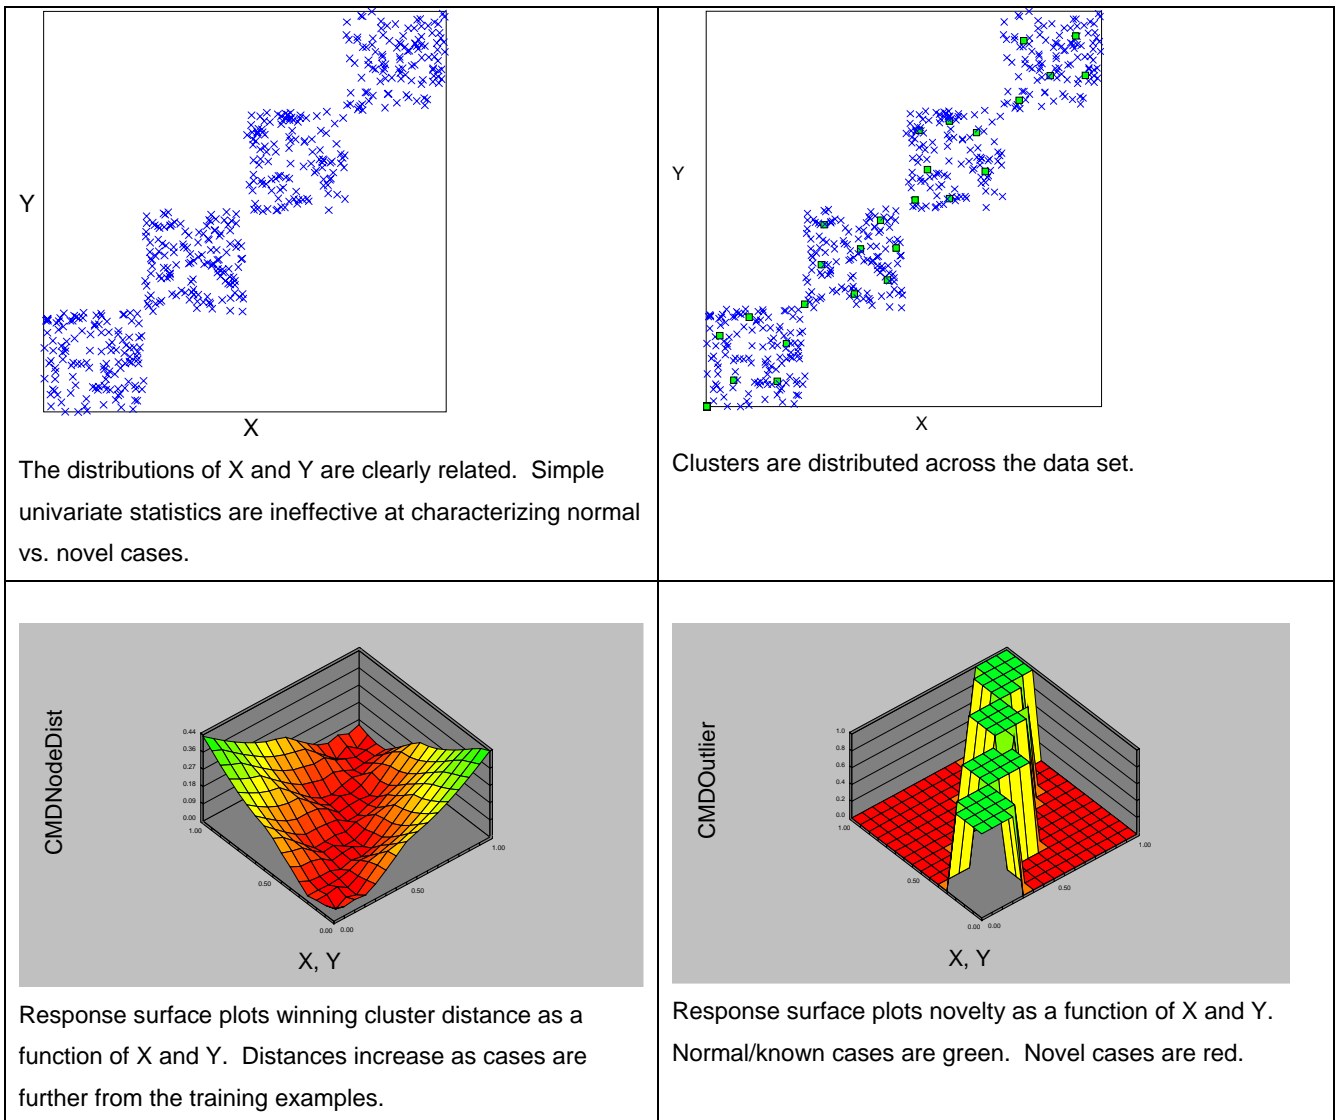 Y
X
The distributions of X and Y are clearly related. Simple
univariate statistics are ineffective at characterizing normal
vs. novel cases.
Y
X
Clusters are distributed across the data set.
CMDNodeDist
0.44
0.36
0.27
0.18
0.09
0.00
1.00
0.50
0.00 0.00
0.50
1.00
X, Y
Response surface plots winning cluster distance as a
function of X and Y. Distances increase as cases are
further from the training examples.
CMDOutlier
1.0
0.8
0.6
0.4
0.2
0.0
1.00
0.50
0.00 0.00
0.50
1.00
X, Y
Response surface plots novelty as a function of X and Y.
Normal/known cases are green. Novel cases are red.